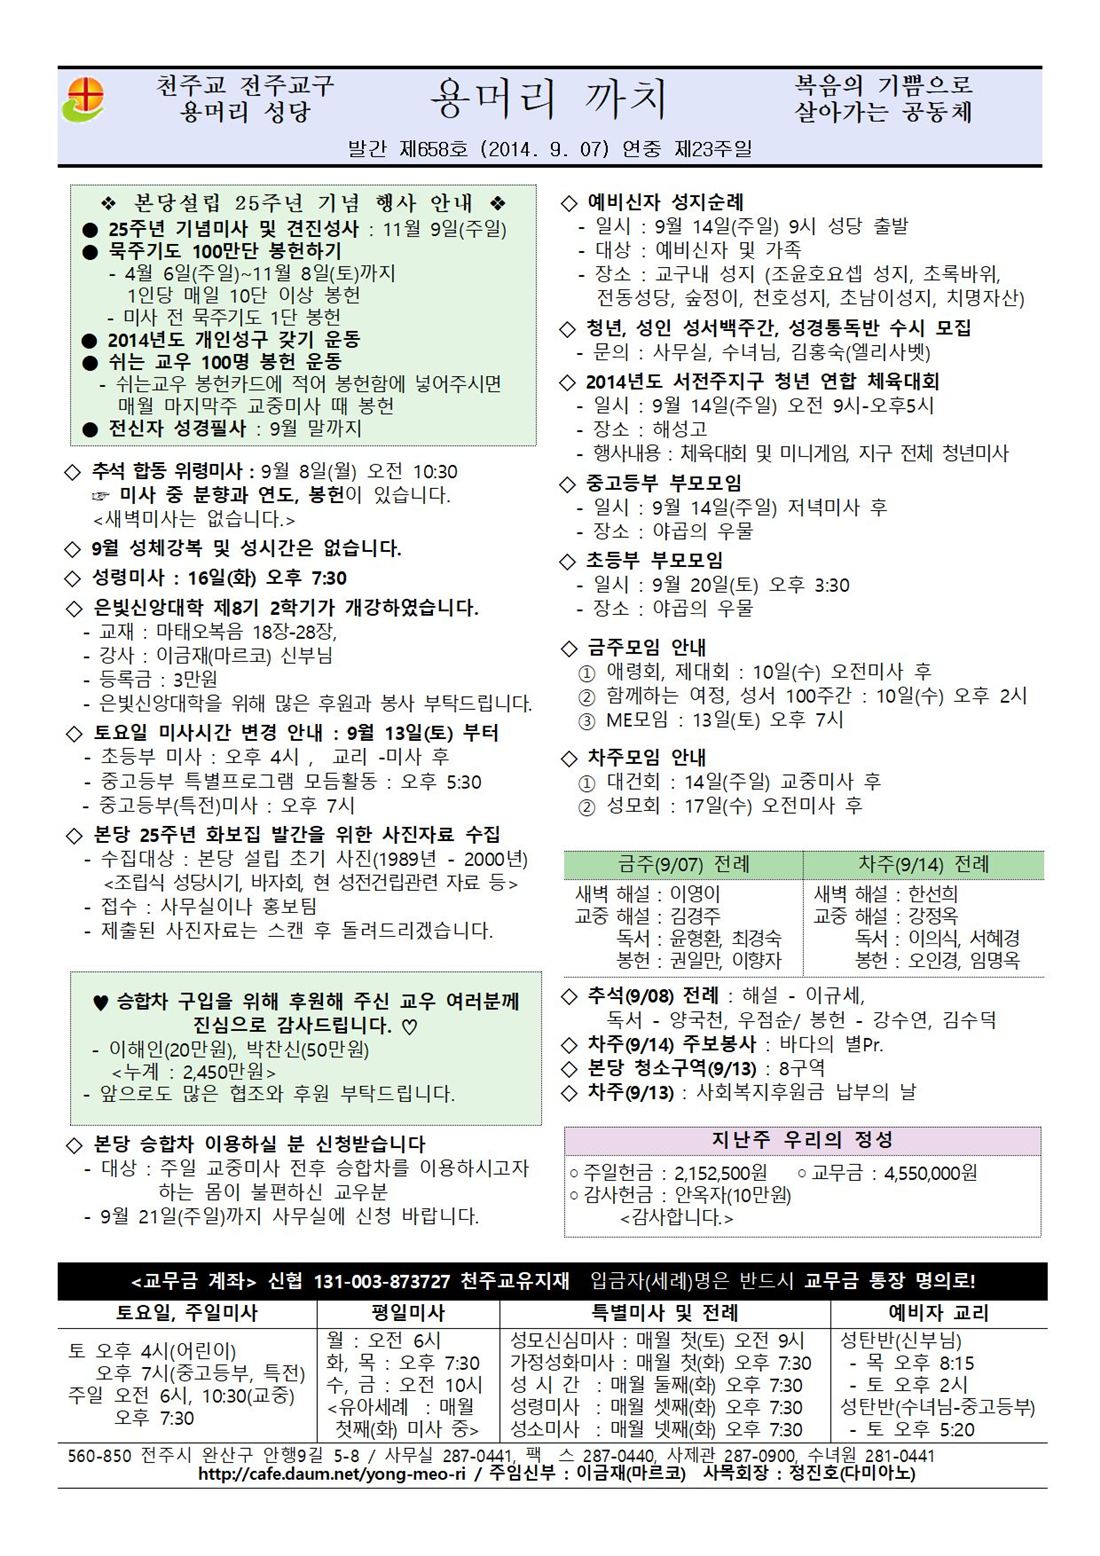 천주교 전주교구
용머리 성당
용머리 까치
복음의 기쁨으로
살아가는 공동체
발간 제658호 (2014. 9. 07) 연중 제23주일
❖ 본당설립 25주년 기념 행사 안내 ❖
● 25주년 기념미사 및 견진성사 : 11월 9일(주일)
● 묵주기도 100만단 봉헌하기
- 4월 6일(주일)~11월 8일(토)까지
1인당 매일 10단 이상 봉헌
- 미사 전 묵주기도 1단 봉헌
● 2014년도 개인성구 갖기 운동
● 쉬는 교우 100명 봉헌 운동
- 쉬는교우 봉헌카드에 적어 봉헌함에 넣어주시면
매월 마지막주 교중미사 때 봉헌
● 전신자 성경필사 : 9월 말까지
◇ 추석 합동 위령미사 : 9월 8일(월) 오전 10:30
☞ 미사 중 분향과 연도, 봉헌이 있습니다.
<새벽미사는 없습니다.>
◇ 9월 성체강복 및 성시간은 없습니다.
◇ 성령미사 : 16일(화) 오후 7:30
◇ 은빛신앙대학 제8기 2학기가 개강하였습니다.
- 교재 : 마태오복음 18장-28장,
- 강사 : 이금재(마르코) 신부님
- 등록금 : 3만원
- 은빛신앙대학을 위해 많은 후원과 봉사 부탁드립니다.
◇ 토요일 미사시간 변경 안내 : 9월 13일(토) 부터
- 초등부 미사 : 오후 4시 , 교리 -미사 후
- 중고등부 특별프로그램 모듬활동 : 오후 5:30
- 중고등부(특전)미사 : 오후 7시
◇ 본당 25주년 화보집 발간을 위한 사진자료 수집
- 수집대상 : 본당 설립 초기 사진(1989년 - 2000년)
<조립식 성당시기, 바자회, 현 성전건립관련 자료 등>
- 접수 : 사무실이나 홍보팀
- 제출된 사진자료는 스캔 후 돌려드리겠습니다.
♥ 승합차 구입을 위해 후원해 주신 교우 여러분께
진심으로 감사드립니다. ♡
- 이해인(20만원), 박찬신(50만원)
<누계 : 2,450만원>
- 앞으로도 많은 협조와 후원 부탁드립니다.
◇ 본당 승합차 이용하실 분 신청받습니다
- 대상 : 주일 교중미사 전후 승합차를 이용하시고자
하는 몸이 불편하신 교우분
- 9월 21일(주일)까지 사무실에 신청 바랍니다.
◇ 예비신자 성지순례
- 일시 : 9월 14일(주일) 9시 성당 출발
- 대상 : 예비신자 및 가족
- 장소 : 교구내 성지 (조윤호요셉 성지, 초록바위,
전동성당, 숲정이, 천호성지, 초남이성지, 치명자산)
◇ 청년, 성인 성서백주간, 성경통독반 수시 모집
- 문의 : 사무실, 수녀님, 김홍숙(엘리사벳)
◇ 2014년도 서전주지구 청년 연합 체육대회
- 일시 : 9월 14일(주일) 오전 9시-오후5시
- 장소 : 해성고
- 행사내용 : 체육대회 및 미니게임, 지구 전체 청년미사
◇ 중고등부 부모모임
- 일시 : 9월 14일(주일) 저녁미사 후
- 장소 : 야곱의 우물
◇ 초등부 부모모임
- 일시 : 9월 20일(토) 오후 3:30
- 장소 : 야곱의 우물
◇ 금주모임 안내
① 애령회, 제대회 : 10일(수) 오전미사 후
② 함께하는 여정, 성서 100주간 : 10일(수) 오후 2시
③ ME모임 : 13일(토) 오후 7시
◇ 차주모임 안내
① 대건회 : 14일(주일) 교중미사 후
② 성모회 : 17일(수) 오전미사 후
금주(9/07) 전례
새벽 해설 : 이영이
교중 해설 : 김경주
독서 : 윤형환, 최경숙
봉헌 : 권일만, 이향자
차주(9/14) 전례
새벽 해설 : 한선희
교중 해설 : 강정옥
독서 : 이의식, 서혜경
봉헌 : 오인경, 임명옥
◇ 추석(9/08) 전례 : 해설 - 이규세,
독서 - 양국천, 우점순/ 봉헌 - 강수연, 김수덕
◇ 차주(9/14) 주보봉사 : 바다의 별Pr.
◇ 본당 청소구역(9/13) : 8구역
◇ 차주(9/13) : 사회복지후원금 납부의 날
지난주 우리의 정성
○ 주일헌금 : 2,152,500원 ○ 교무금 : 4,550,000원
○ 감사헌금 : 안옥자(10만원)
<감사합니다.>
<교무금 계좌> 신협 131-003-873727 천주교유지재 입금자(세례)명은 반드시 교무금 통장 명의로!
토요일, 주일미사
토 오후 4시(어린이)
오후 7시(중고등부, 특전)
주일 오전 6시, 10:30(교중)
오후 7:30
평일미사
월 : 오전 6시
화, 목 : 오후 7:30
수, 금 : 오전 10시
<유아세례 : 매월
첫째(화) 미사 중>
특별미사 및 전례
성모신심미사 : 매월 첫(토) 오전 9시
가정성화미사 : 매월 첫(화) 오후 7:30
성 시 간 : 매월 둘째(화) 오후 7:30
성령미사 : 매월 셋째(화) 오후 7:30
성소미사 : 매월 넷째(화) 오후 7:30
예비자 교리
성탄반(신부님)
- 목 오후 8:15
- 토 오후 2시
성탄반(수녀님-중고등부)
- 토 오후 5:20
560-850 전주시 완산구 안행9길 5-8 / 사무실 287-0441, 팩 스 287-0440, 사제관 287-0900, 수녀원 281-0441
http://cafe.daum.net/yong-meo-ri / 주임신부 : 이금재(마르코) 사목회장 : 정진호(다미아노)